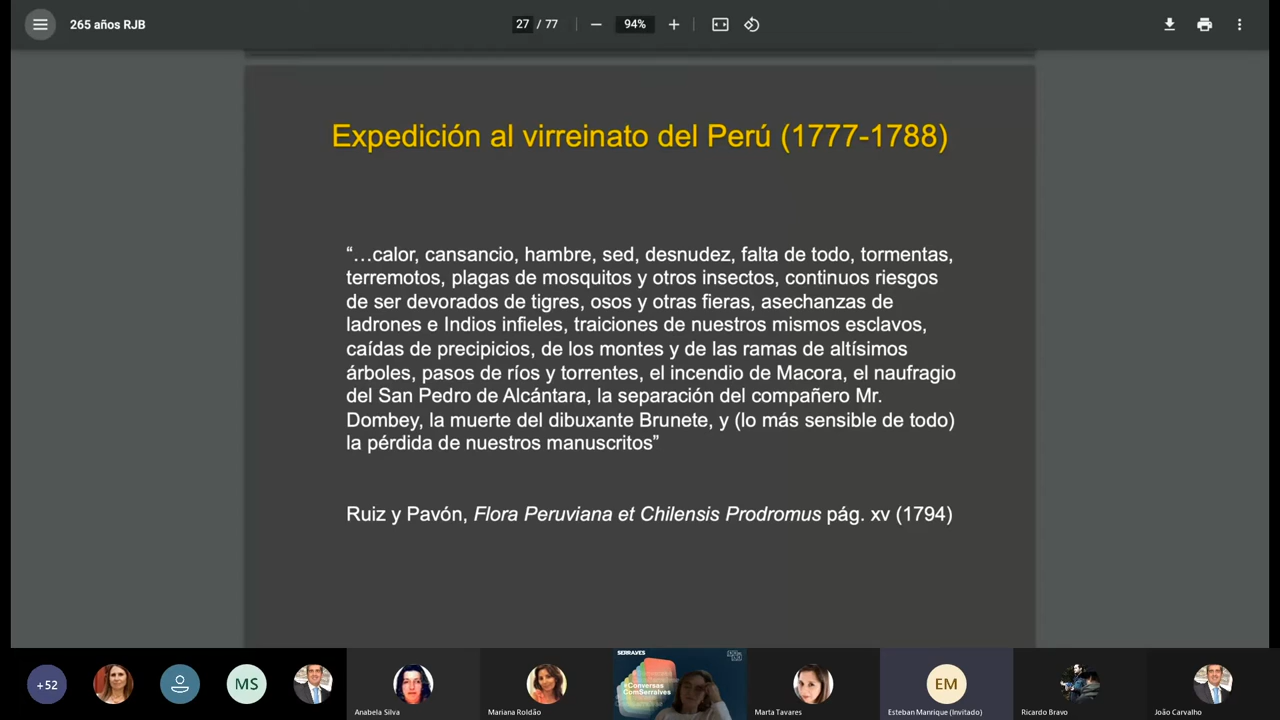 265 años RJB
27 / 77
94%
Expedición al virreinato del Perú (1777-1788)
“…calor, cansancio, hambre, sed, desnudez, falta de todo, tormentas,
terremotos, plagas de mosquitos y otros insectos, continuos riesgos
de ser devorados de tigres, osos y otras fieras, asechanzas de
ladrones e Indios infieles, traiciones de nuestros mismos esclavos,
caídas de precipicios, de los montes y de las ramas de altísimos
árboles, pasos de ríos y torrentes, el incendio de Macora, el naufragio
del San Pedro de Alcántara, la separación del compañero Mr.
Dombey, la muerte del dibuxante Brunete, y (lo más sensible de todo)
la pérdida de nuestros manuscritos”
Ruiz y Pavón, Flora Peruviana et Chilensis Prodromus pág. xv (1794)
+52
MS
Anabela Silva
Mariana Roldão
SERRALVES
#Conversas
ComSerralves
Marta Tavares
EM
Esteban Manrique (Invitado)
Ricardo Bravo
João Carvalho